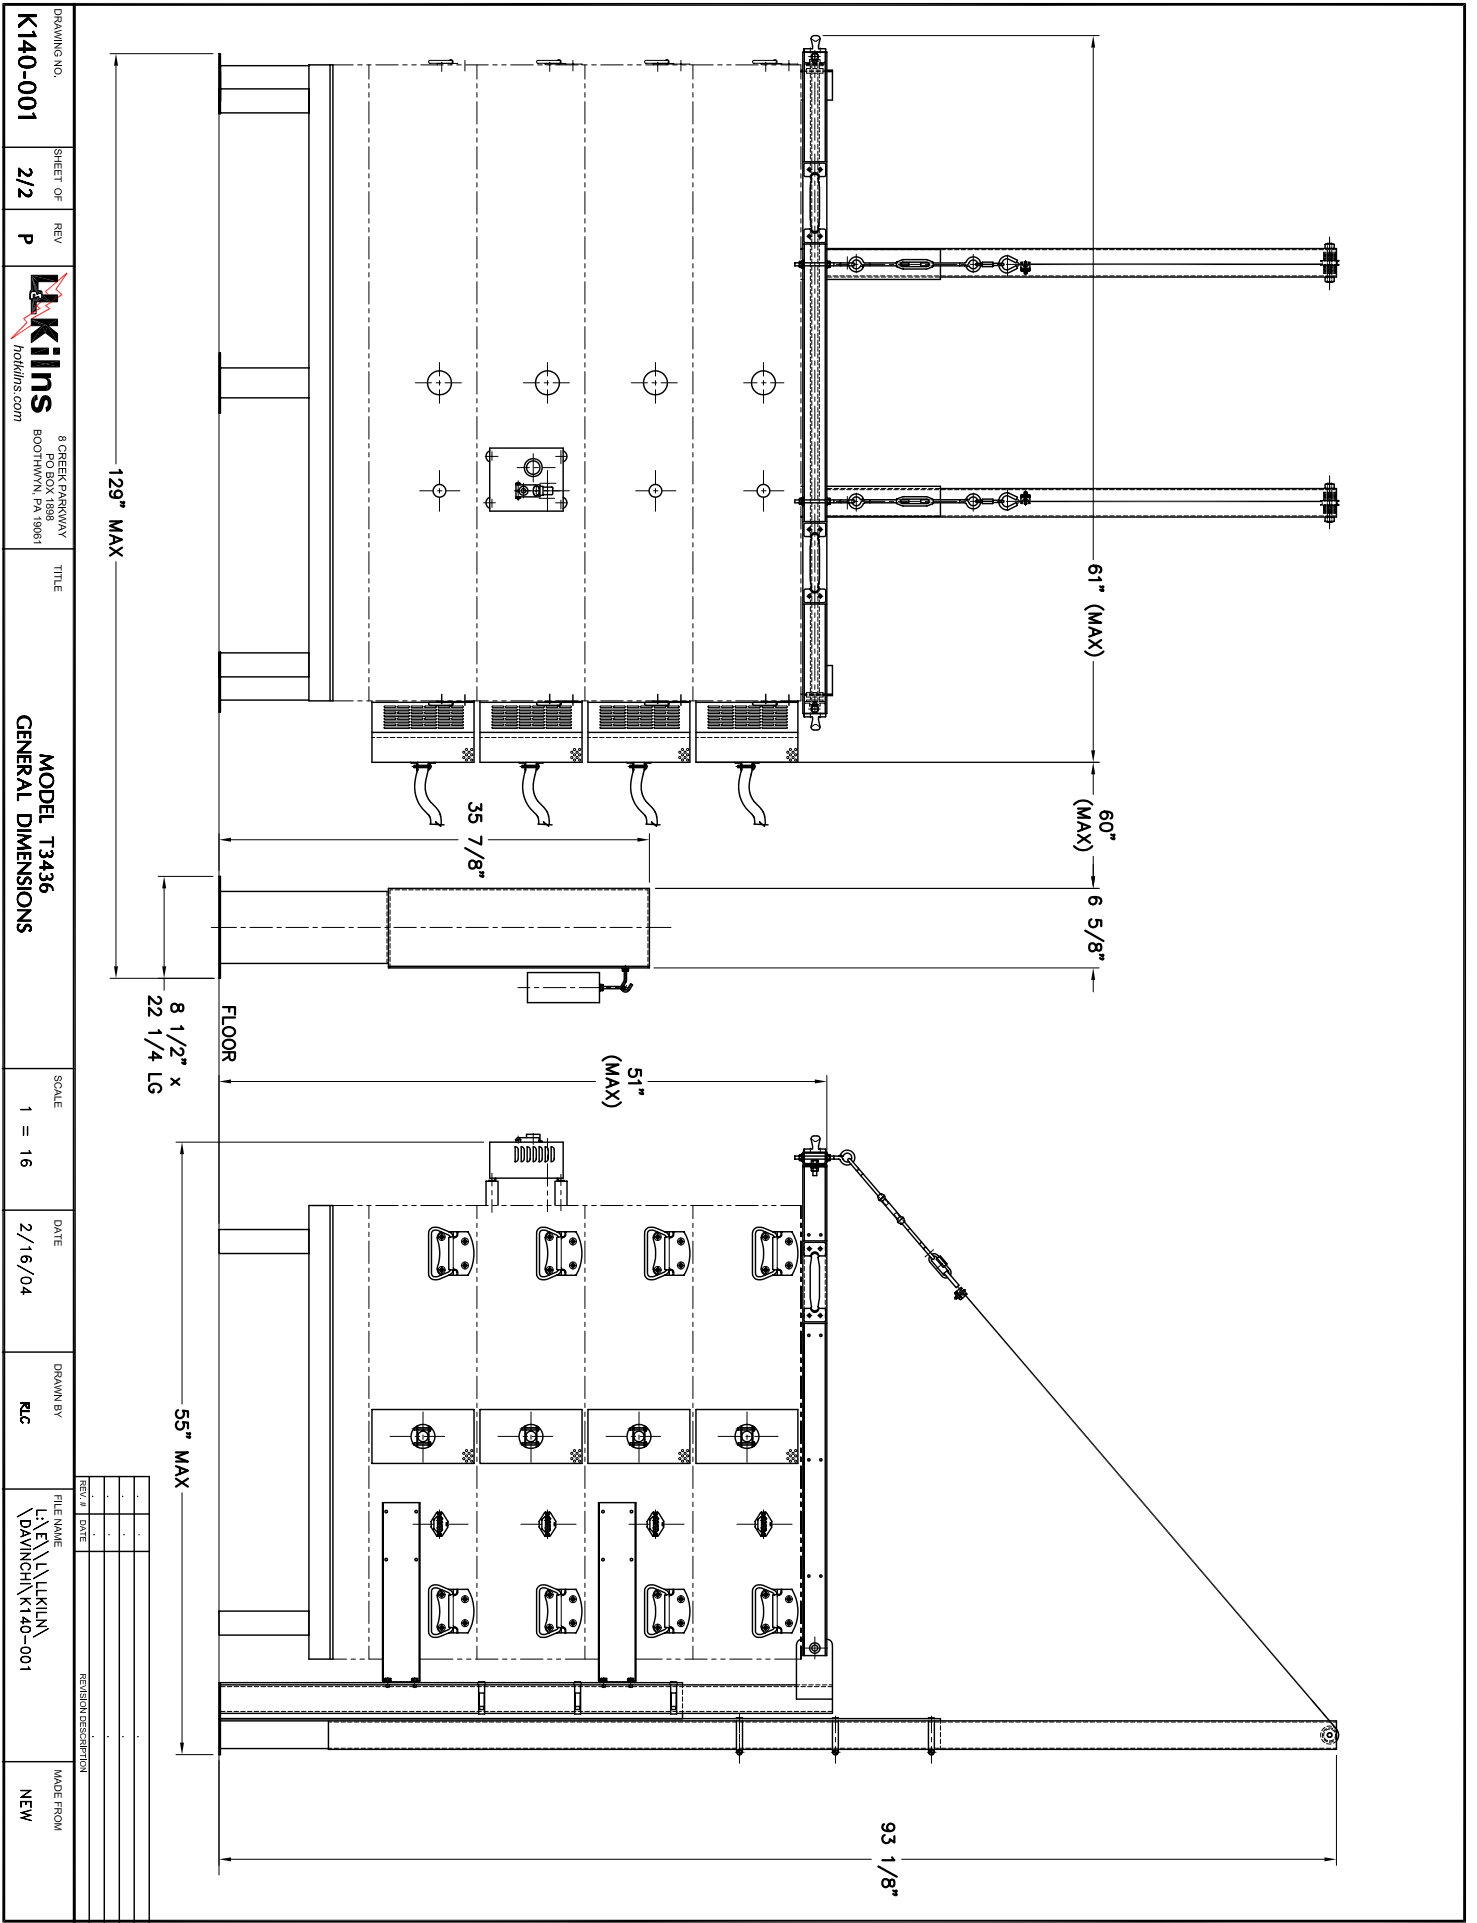 61" (MAX)
60"
(MAX)
6 5/8"
35 7/8"
129" MAX
8 1/2" x
22 1/4 LG
FLOOR
51"
(MAX)
55" MAX
93 1/8"
REV. #
DATE
REVISION DESCRIPTION
DRAWING NO.
K140-001
SHEET OF
2/2
REV
P
L&L Kilns
hotkilns.com
8 CREEK PARKWAY
PO BOX 1898
BOOTHWYN, PA 19061
TITLE
MODEL T3436
GENERAL DIMENSIONS
SCALE
1 = 16
DATE
2/16/04
DRAWN BY
RLC
FILE NAME
L:\E\L\LLKILN\
\DAVINCHI\K140-001
MADE FROM
NEW